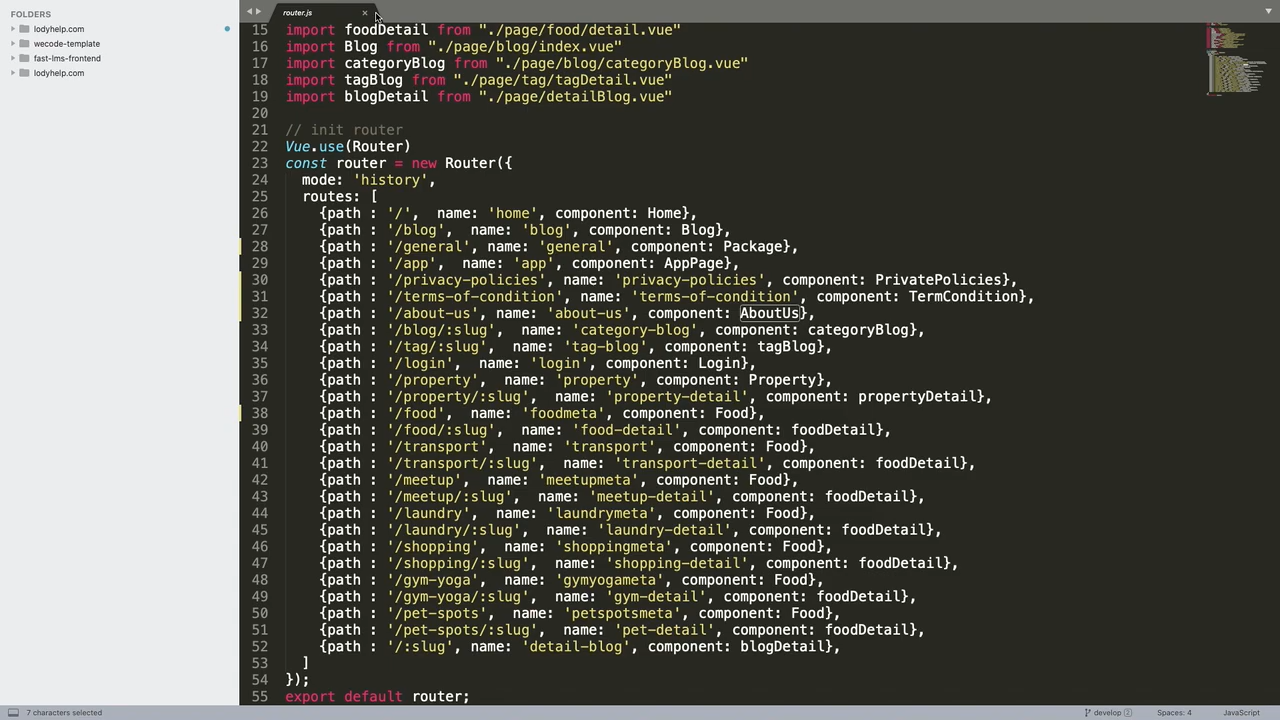 FOLDERS
lodyhelp.com
wecode-template
fast-lms-frontend
lodyhelp.com
router.js
15 import foodDetail from "./page/food/detail.vue"
16 import Blog from "./page/blog/index.vue"
17 import categoryBlog from "./page/blog/categoryBlog.vue"
18 import tagBlog from "./page/tag/tagDetail.vue"
19 import blogDetail from "./page/detailBlog.vue"
20
21 // init router
22 Vue.use(Router)
23 const router = new Router({
24 mode: 'history',
25 routes: [
26 {path : '/',  name: 'home', component: Home},
27 {path : '/blog',  name: 'blog', component: Blog},
28 {path : '/general', name: 'general', component: Package},
29 {path : '/app',  name: 'app', component: AppPage},
30 {path : '/privacy-policies', name: 'privacy-policies', component: PrivatePolicies},
31 {path : '/terms-of-condition', name: 'terms-of-condition', component: TermCondition},
32 {path : '/about-us', name: 'about-us', component: AboutUs},
33 {path : '/blog/:slug',  name: 'category-blog', component: categoryBlog},
34 {path : '/tag/:slug',  name: 'tag-blog', component: tagBlog},
35 {path : '/login',  name: 'login', component: Login},
36 {path : '/property',  name: 'property', component: Property},
37 {path : '/property/:slug',  name: 'property-detail', component: propertyDetail},
38 {path : '/food',  name: 'foodmeta', component: Food},
39 {path : '/food/:slug',  name: 'food-detail', component: foodDetail},
40 {path : '/transport',  name: 'transport', component: Food},
41 {path : '/transport/:slug',  name: 'transport-detail', component: foodDetail},
42 {path : '/meetup',  name: 'meetupmeta', component: Food},
43 {path : '/meetup/:slug',  name: 'meetup-detail', component: foodDetail},
44 {path : '/laundry',  name: 'laundrymeta', component: Food},
45 {path : '/laundry/:slug',  name: 'laundry-detail', component: foodDetail},
46 {path : '/shopping',  name: 'shoppingmeta', component: Food},
47 {path : '/shopping/:slug',  name: 'shopping-detail', component: foodDetail},
48 {path : '/gym-yoga',  name: 'gymyogameta', component: Food},
49 {path : '/gym-yoga/:slug',  name: 'gym-detail', component: foodDetail},
50 {path : '/pet-spots',  name: 'petspotsmeta', component: Food},
51 {path : '/pet-spots/:slug',  name: 'pet-detail', component: foodDetail},
52 {path : '/:slug', name: 'detail-blog', component: blogDetail},
53 ]
54 });
55 export default router;
7 characters selected
develop 2
Spaces: 4
JavaScript